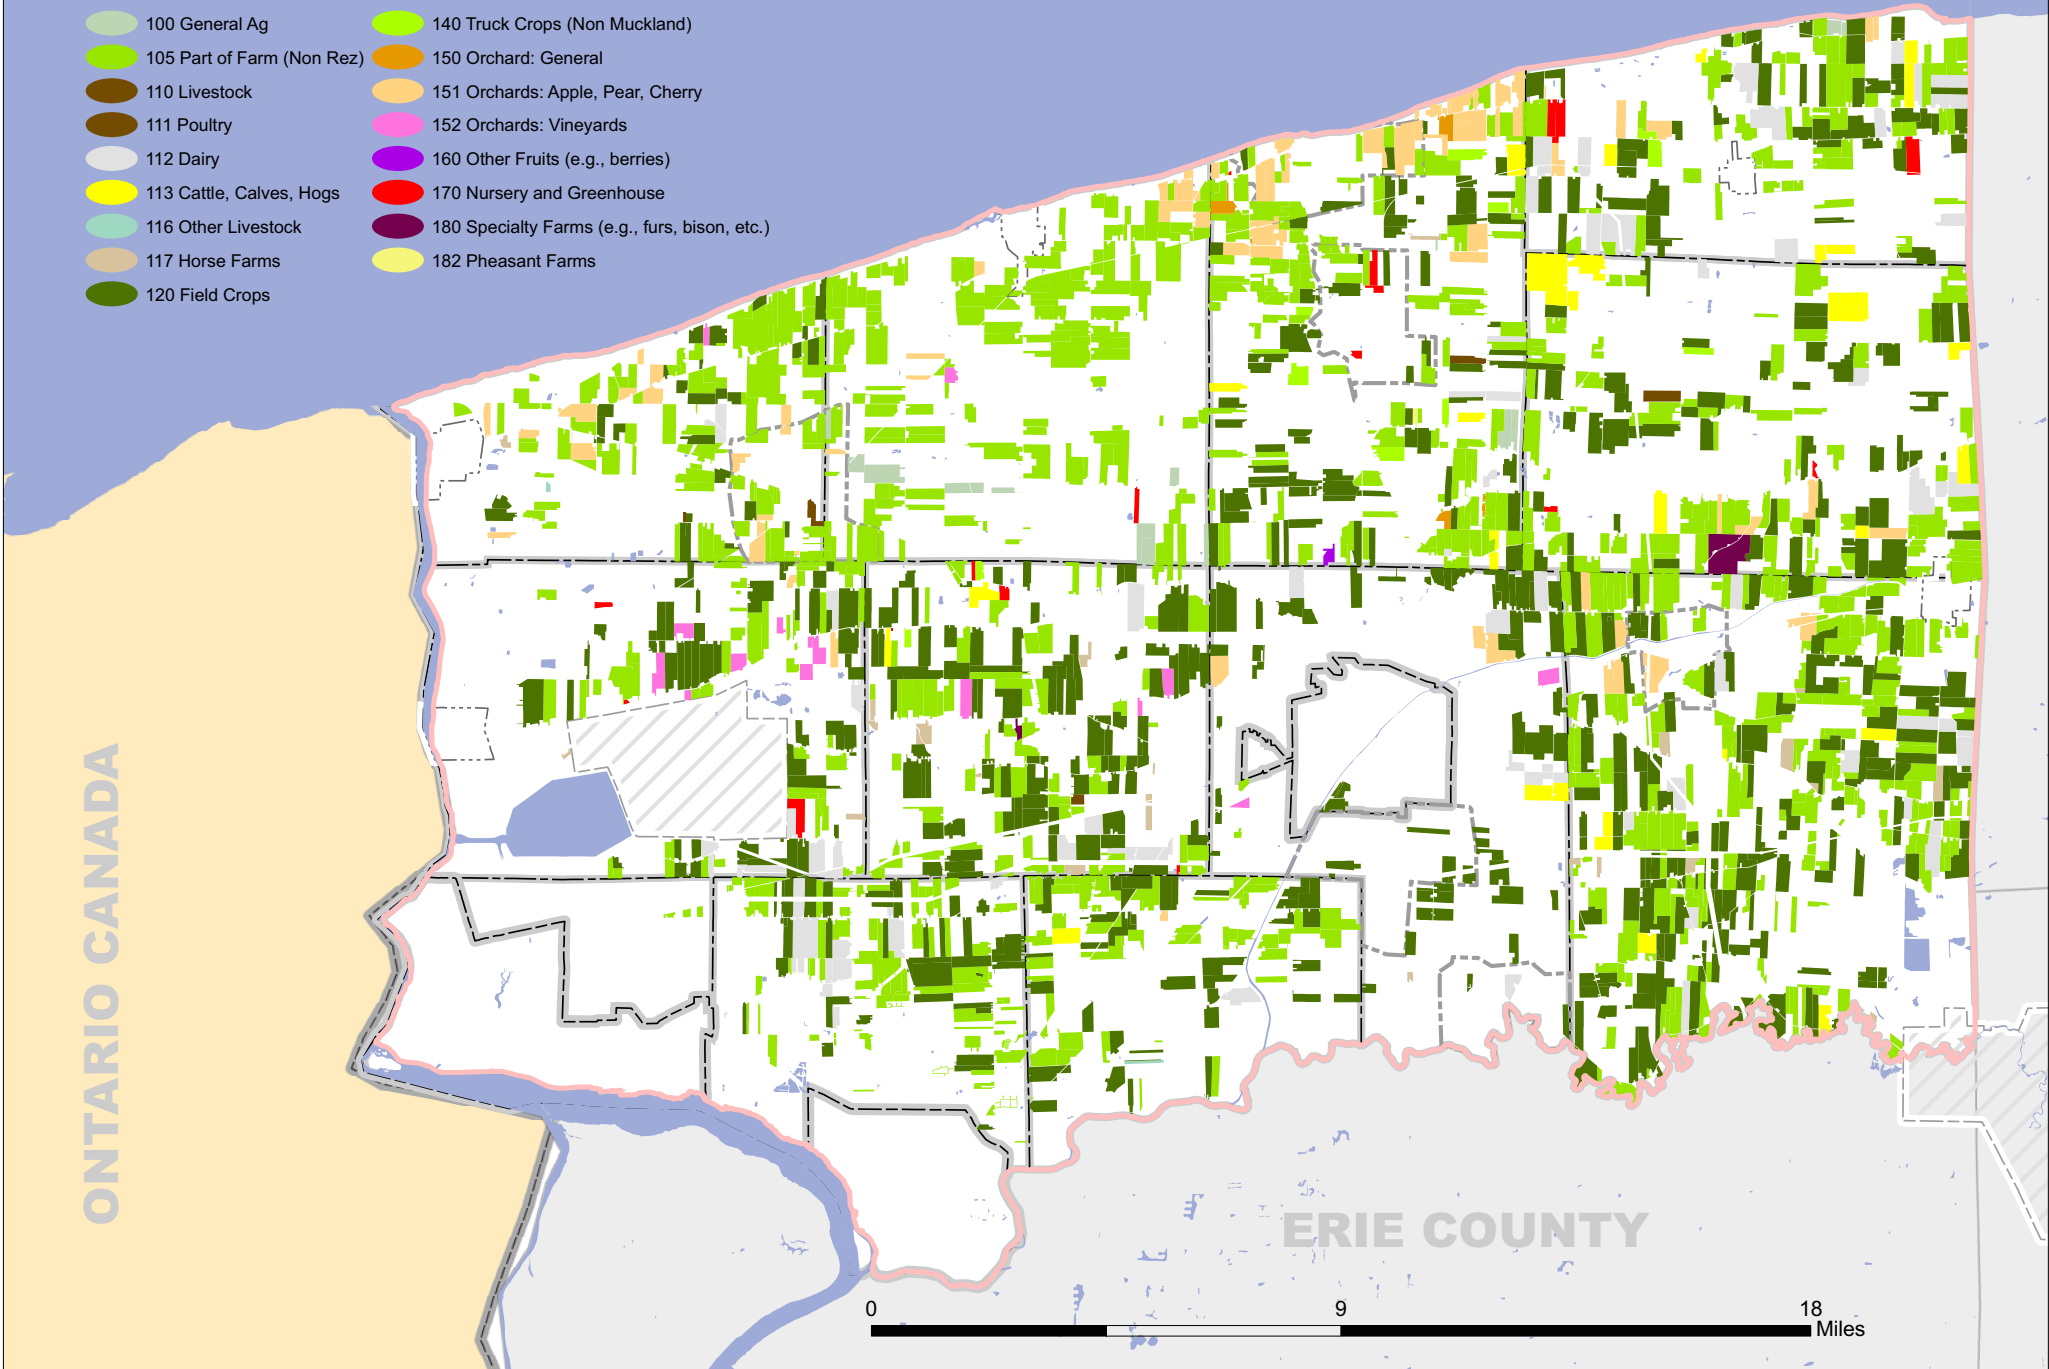 100 General Ag
105 Part of Farm (Non Rez)
110 Livestock
111 Poultry
112 Dairy
113 Cattle, Calves, Hogs
116 Other Livestock
117 Horse Farms
120 Field Crops
140 Truck Crops (Non Muckland)
150 Orchard: General
151 Orchards: Apple, Pear, Cherry
152 Orchards: Vineyards
160 Other Fruits (e.g., berries)
170 Nursery and Greenhouse
180 Specialty Farms (e.g., furs, bison, etc.)
182 Pheasant Farms
ONTARIO CANADA
ERIE COUNTY
0 9 18
Miles